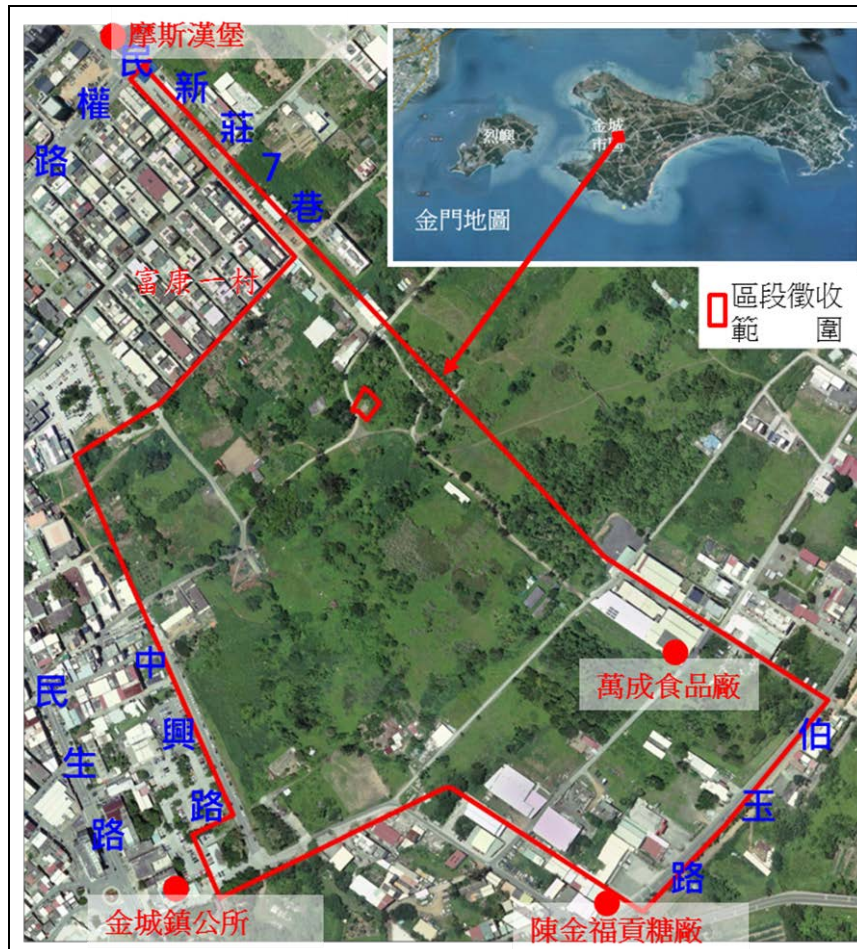 摩斯漢堡
民權路
新莊7巷
烈嶼
金城
市區
金門地圖
區段徵收
範圍
富康一村
萬成食品廠
伯玉路
中興路
民生路
金城鎮公所
陳金福貢糖廠